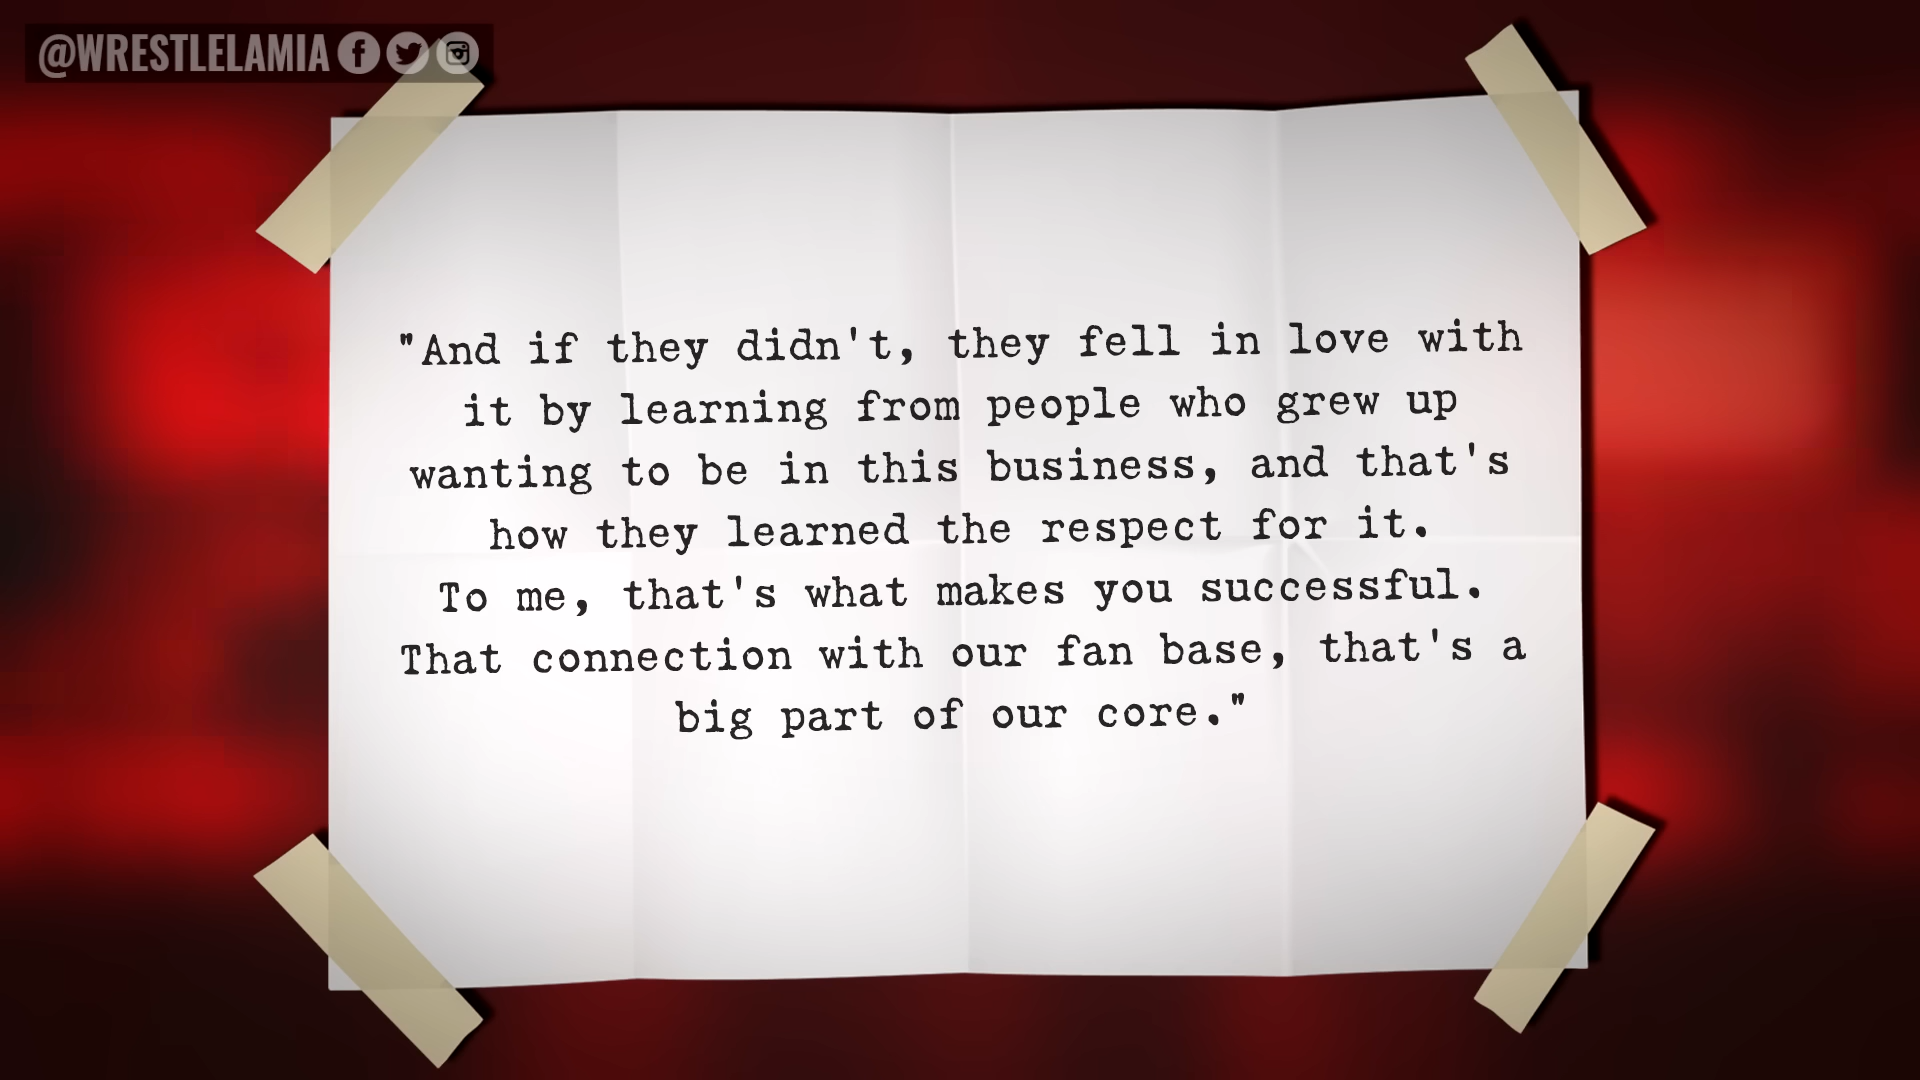 @WRESTLELAMIA
"And if they didn't, they fell in love with
it by learning from people who grew up
wanting to be in this business, and that's
how they learned the respect for it.
To me, that's what makes you successful.
That connection with our fan base, that's a
big part of our core."